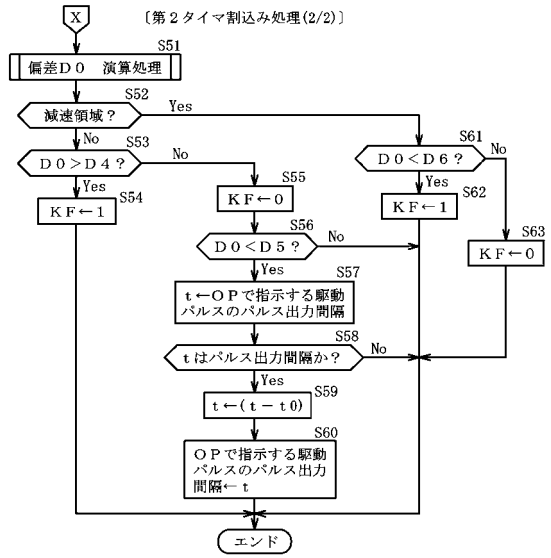 X
〔第２タイマ割込み処理(2/2)〕
S51
偏差Ｄ０　演算処理
S52
減速領域？
Yes
No
S53
Ｄ０＞Ｄ４？
No
Yes
S54
ＫＦ←１
S55
ＫＦ←０
S56
Ｄ０＜Ｄ５？
No
Yes
S57
ｔ←ＯＰで指示する駆動
パルスのパルス出力間隔
S58
ｔはパルス出力間隔か？
No
Yes
S59
ｔ←(ｔ－ｔ０)
S60
ＯＰで指示する駆動
パルスのパルス出力
間隔←ｔ
S61
Ｄ０＜Ｄ６？
No
Yes
S62
ＫＦ←１
S63
ＫＦ←０
エンド